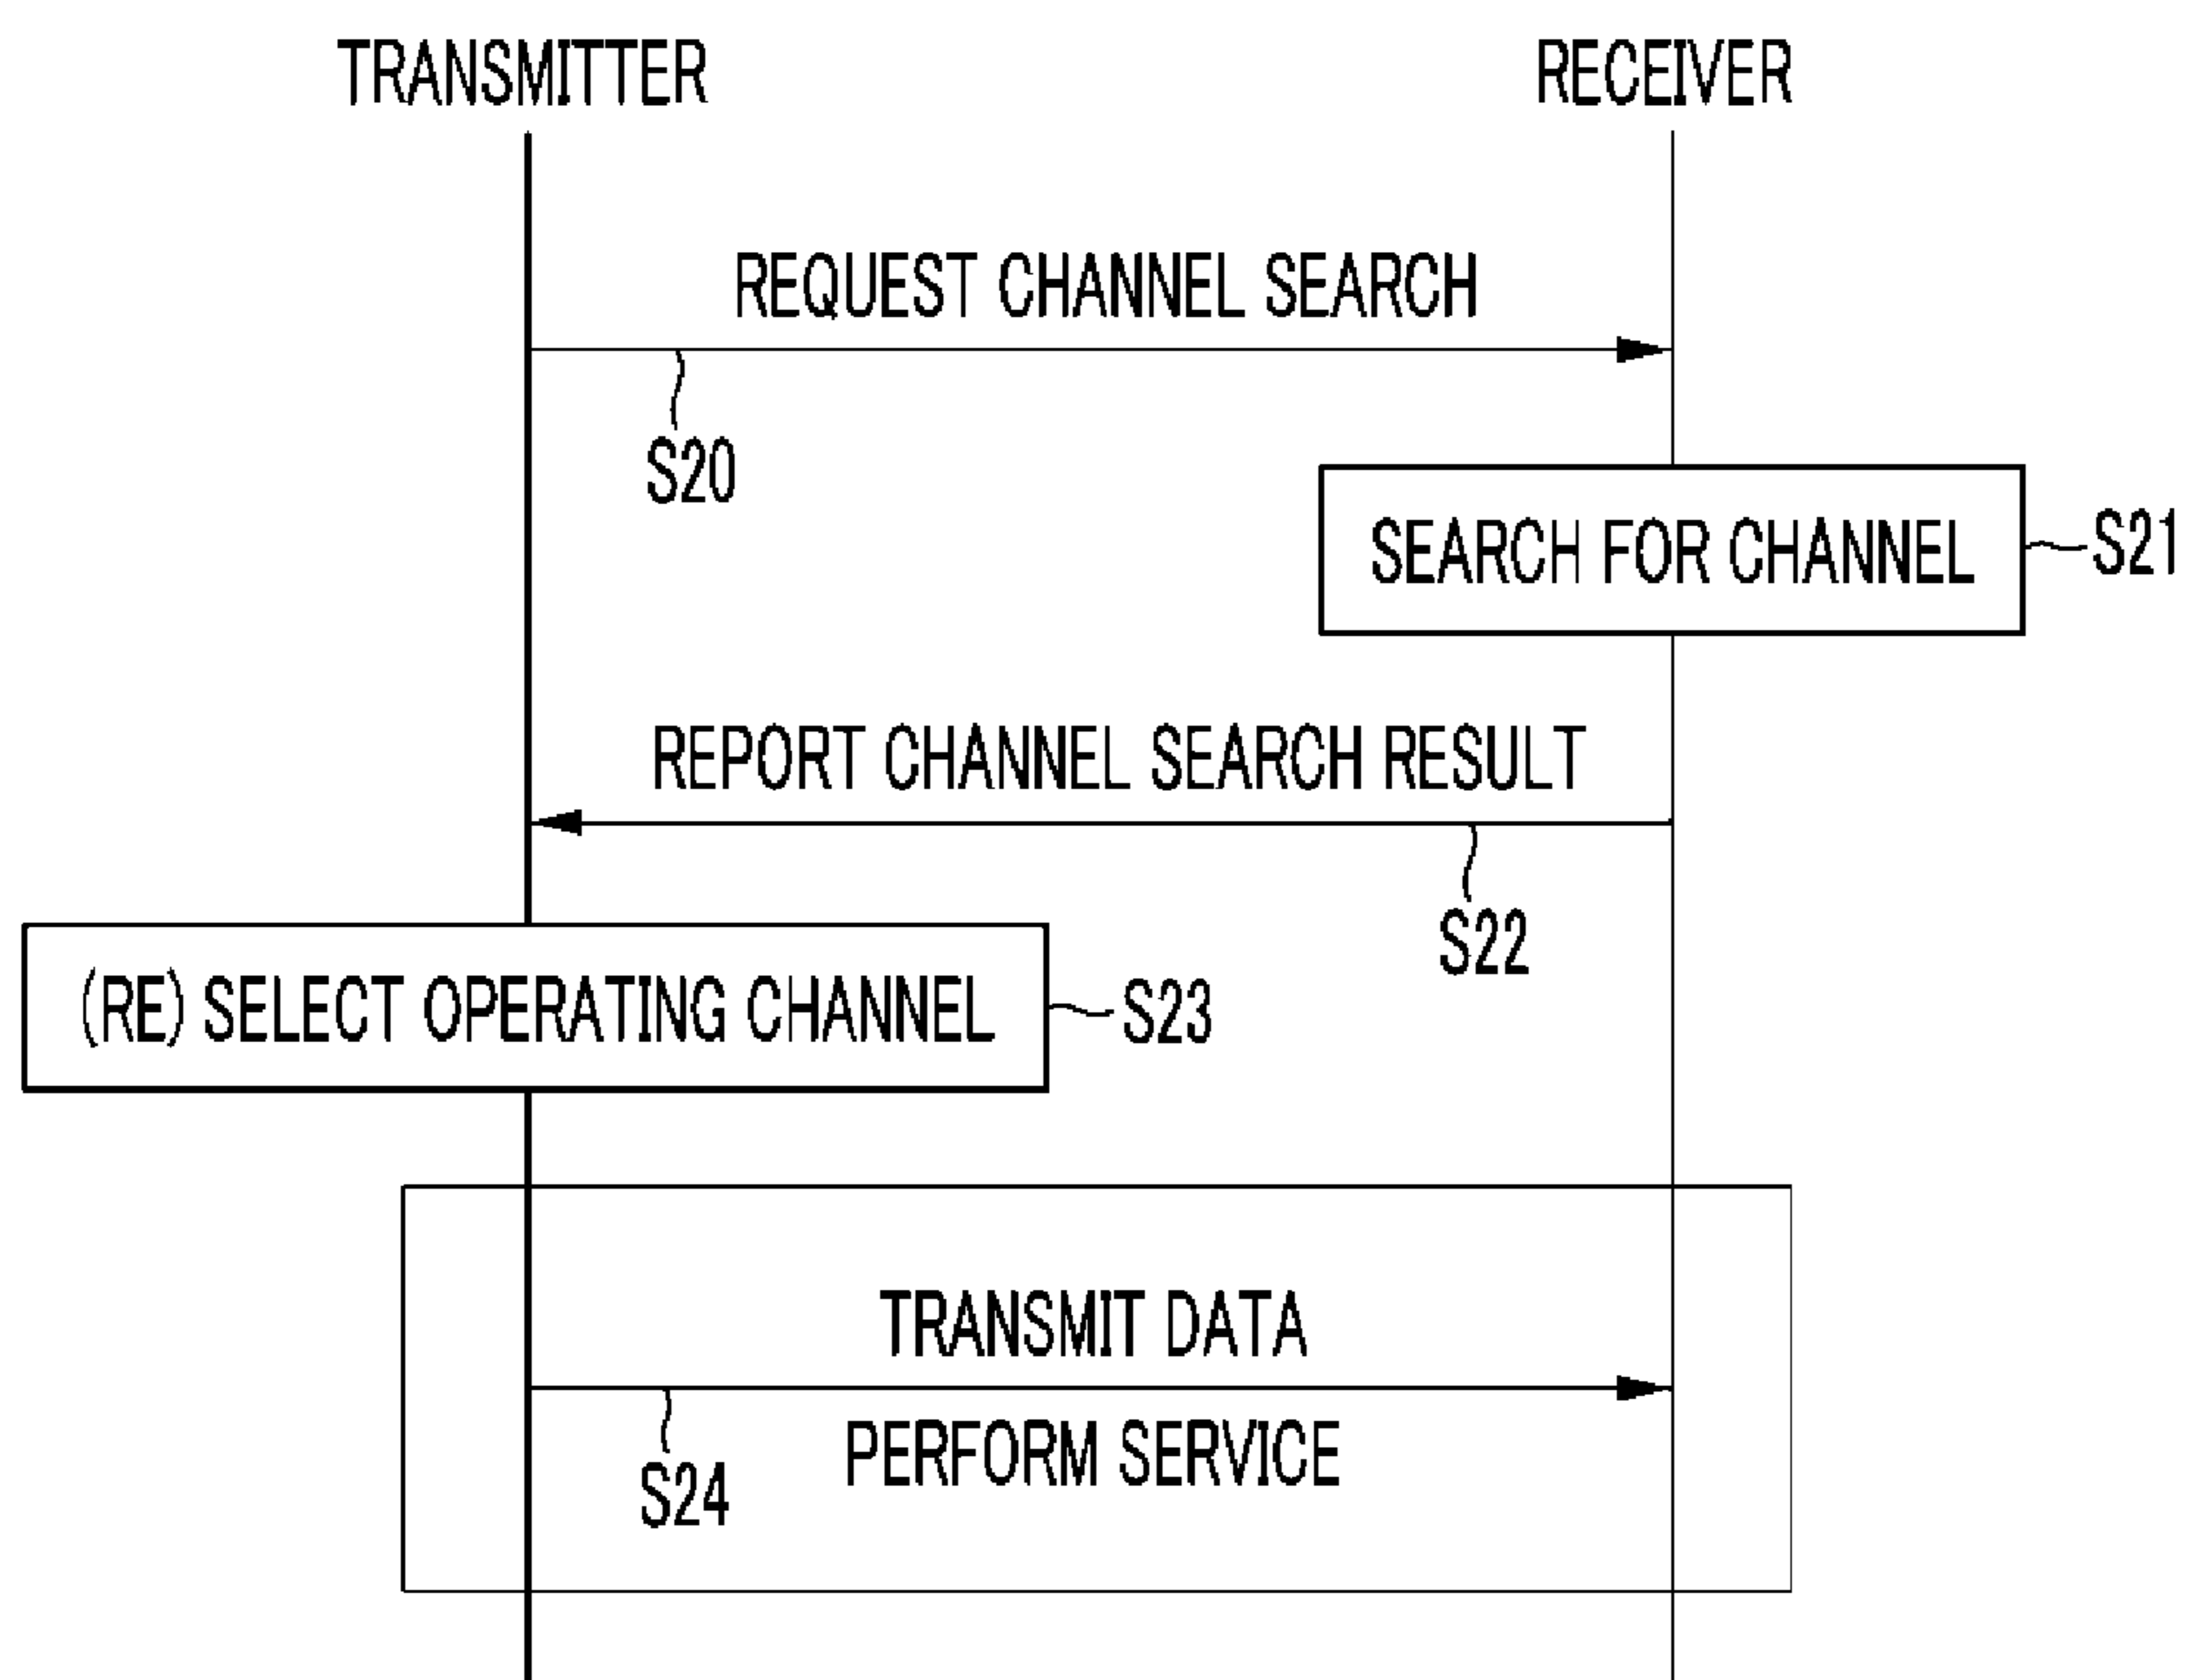 TRANSMITTER
RECEIVER
REQUEST CHANNEL SEARCH
S20
SEARCH FOR CHANNEL
S21
REPORT CHANNEL SEARCH RESULT
S22
(RE) SELECT OPERATING CHANNEL
S23
TRANSMIT DATA
PERFORM SERVICE
S24